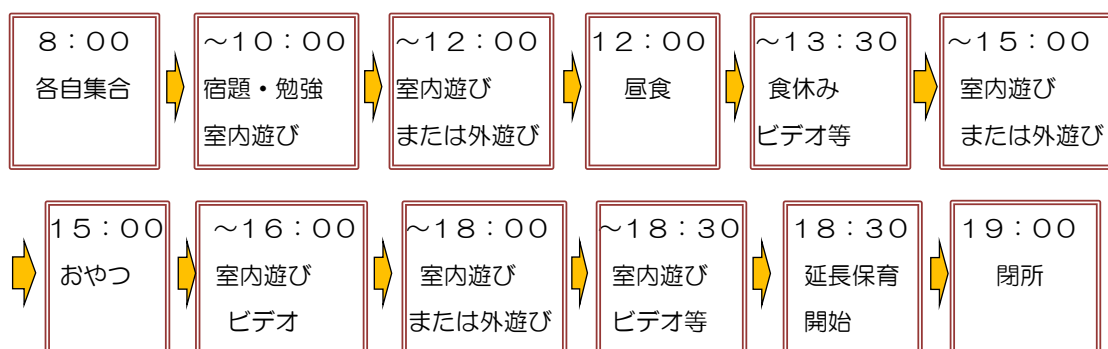 8：00
各自集合
～10：00
宿題・勉強
室内遊び
～12：00
室内遊び
または外遊び
12：00
昼食
～13：30
食休み
ビデオ等
～15：00
室内遊び
または外遊び
15：00
おやつ
～16：00
室内遊び
ビデオ
～18：00
室内遊び
または外遊び
～18：30
室内遊び
ビデオ等
18：30
延長保育
開始
19：00
閉所